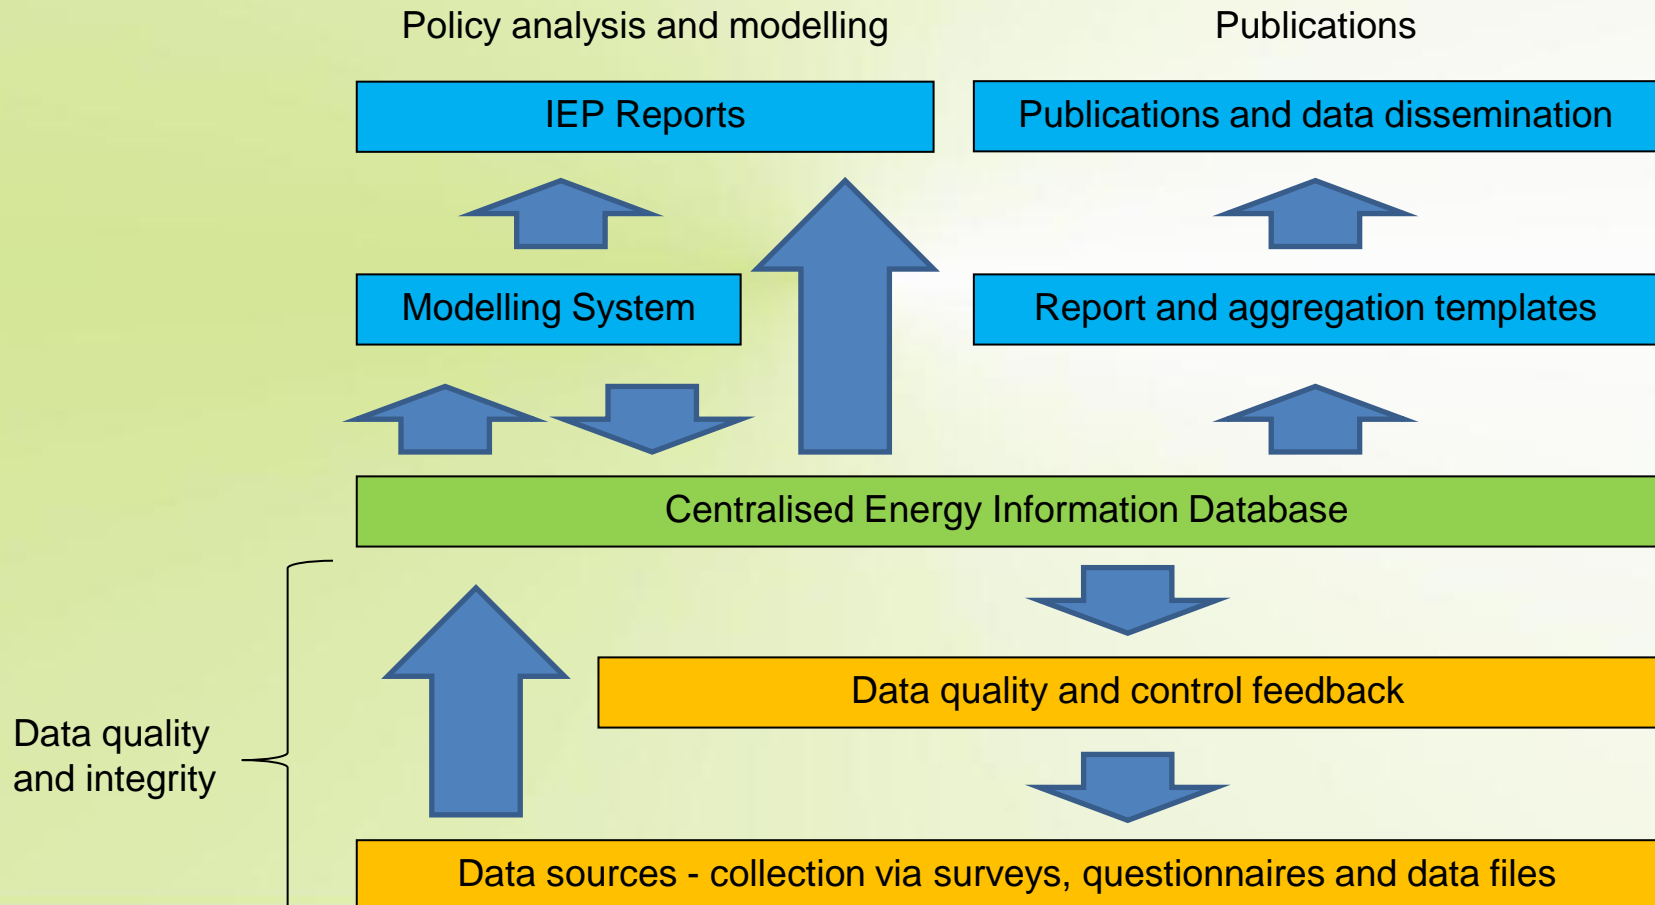 Policy analysis and modelling
Publications
IEP Reports
Publications and data dissemination
Modelling System
Report and aggregation templates
Centralised Energy Information Database
Data quality and control feedback
Data quality
and integrity
Data sources - collection via surveys, questionnaires and data files